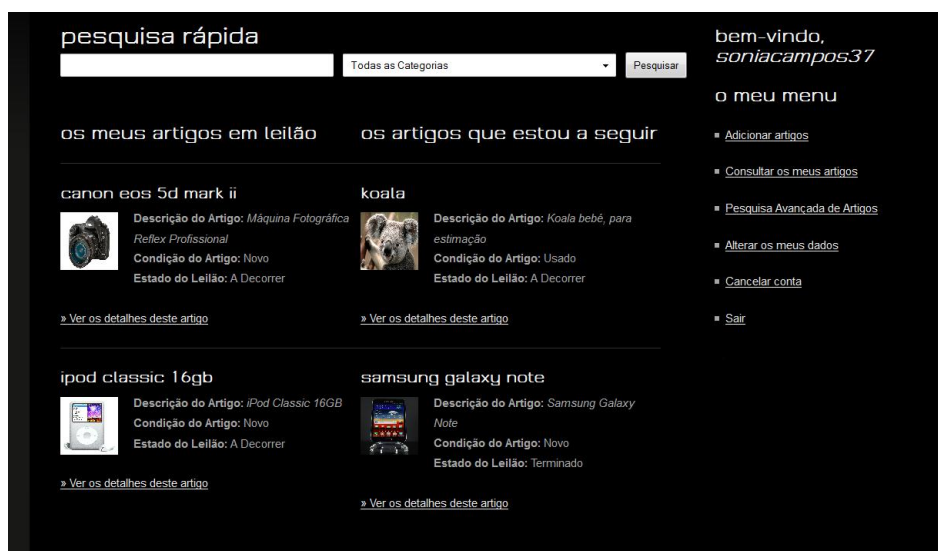 pesquisa rápida
Todas as Categorias
Pesquisar
os meus artigos em leilão
canon eos 5d mark ii
Descrição do Artigo: Máquina Fotográfica
Reflex Profissional
Condição do Artigo: Novo
Estado do Leilão: A Decorrer
» Ver os detalhes deste artigo
ipod classic 16gb
Descrição do Artigo: iPod Classic 16GB
Condição do Artigo: Novo
Estado do Leilão: A Decorrer
» Ver os detalhes deste artigo
os artigos que estou a seguir
koala
Descrição do Artigo: Koala bebé, para
estimação
Condição do Artigo: Usado
Estado do Leilão: A Decorrer
» Ver os detalhes deste artigo
samsung galaxy note
Descrição do Artigo: Samsung Galaxy
Note
Condição do Artigo: Novo
Estado do Leilão: Terminado
» Ver os detalhes deste artigo
bem-vindo,
soniacampos37
o meu menu
Adicionar artigos
Consultar os meus artigos
Pesquisa Avançada de Artigos
Alterar os meus dados
Cancelar conta
Sair